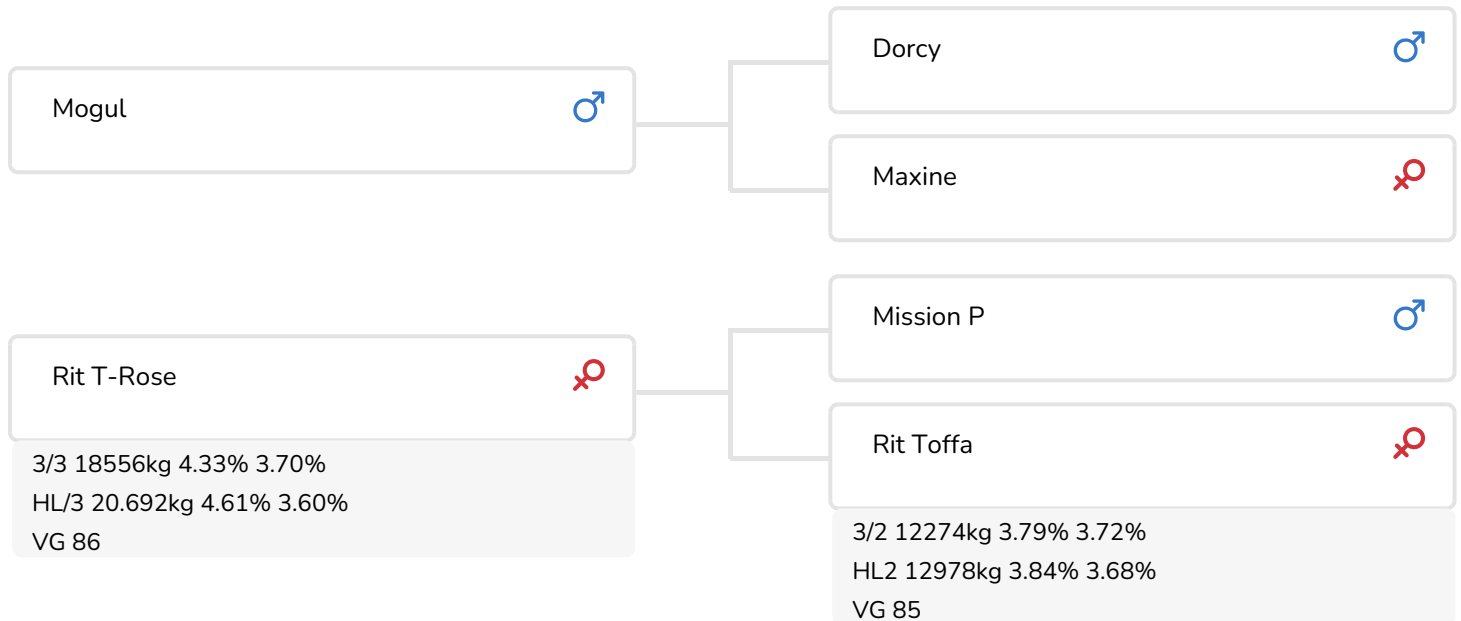 Mogul
Dorcy
Maxine
Rit T-Rose
3/3 18556kg 4.33% 3.70%
HL/3 20.692kg 4.61% 3.60%
VG 86
Mission P
Rit Toffa
3/2 12274kg 3.79% 3.72%
HL2 12978kg 3.84% 3.68%
VG 85